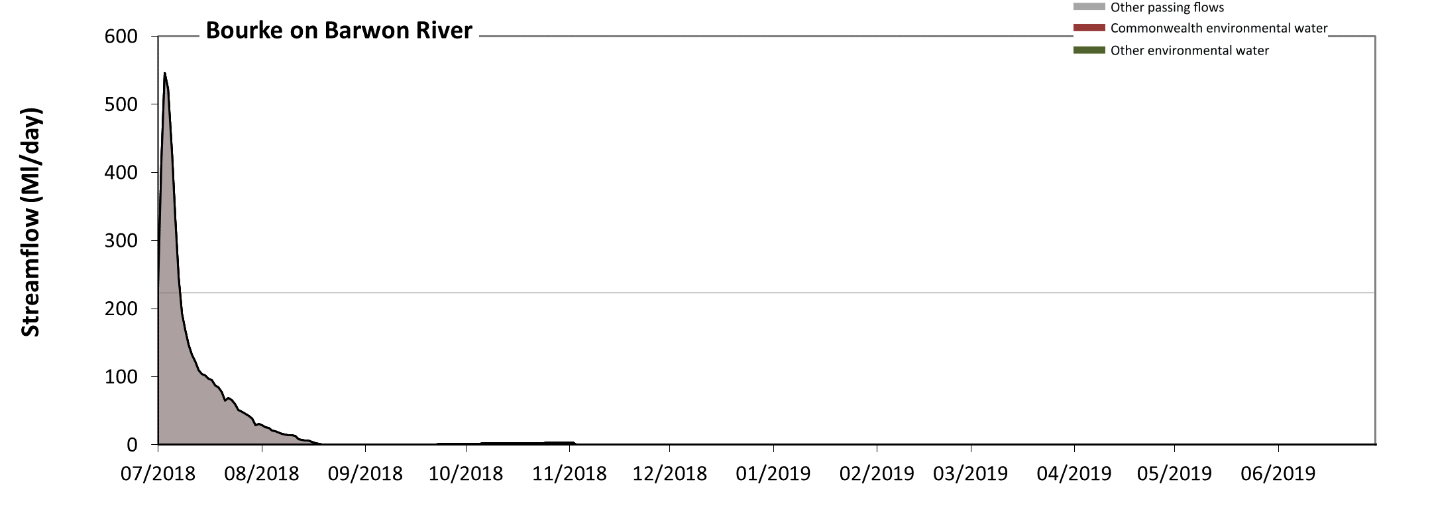 Other passing flows
Bourke on Barwon River
Commonwealth environmental water
Other environmental water
Streamflow (Ml/day)
600
500
400
300
200
100
0
07/2018 08/2018 09/2018 10/2018 11/2018 12/2018 01/2019 02/2019 03/2019 04/2019 05/2019 06/2019